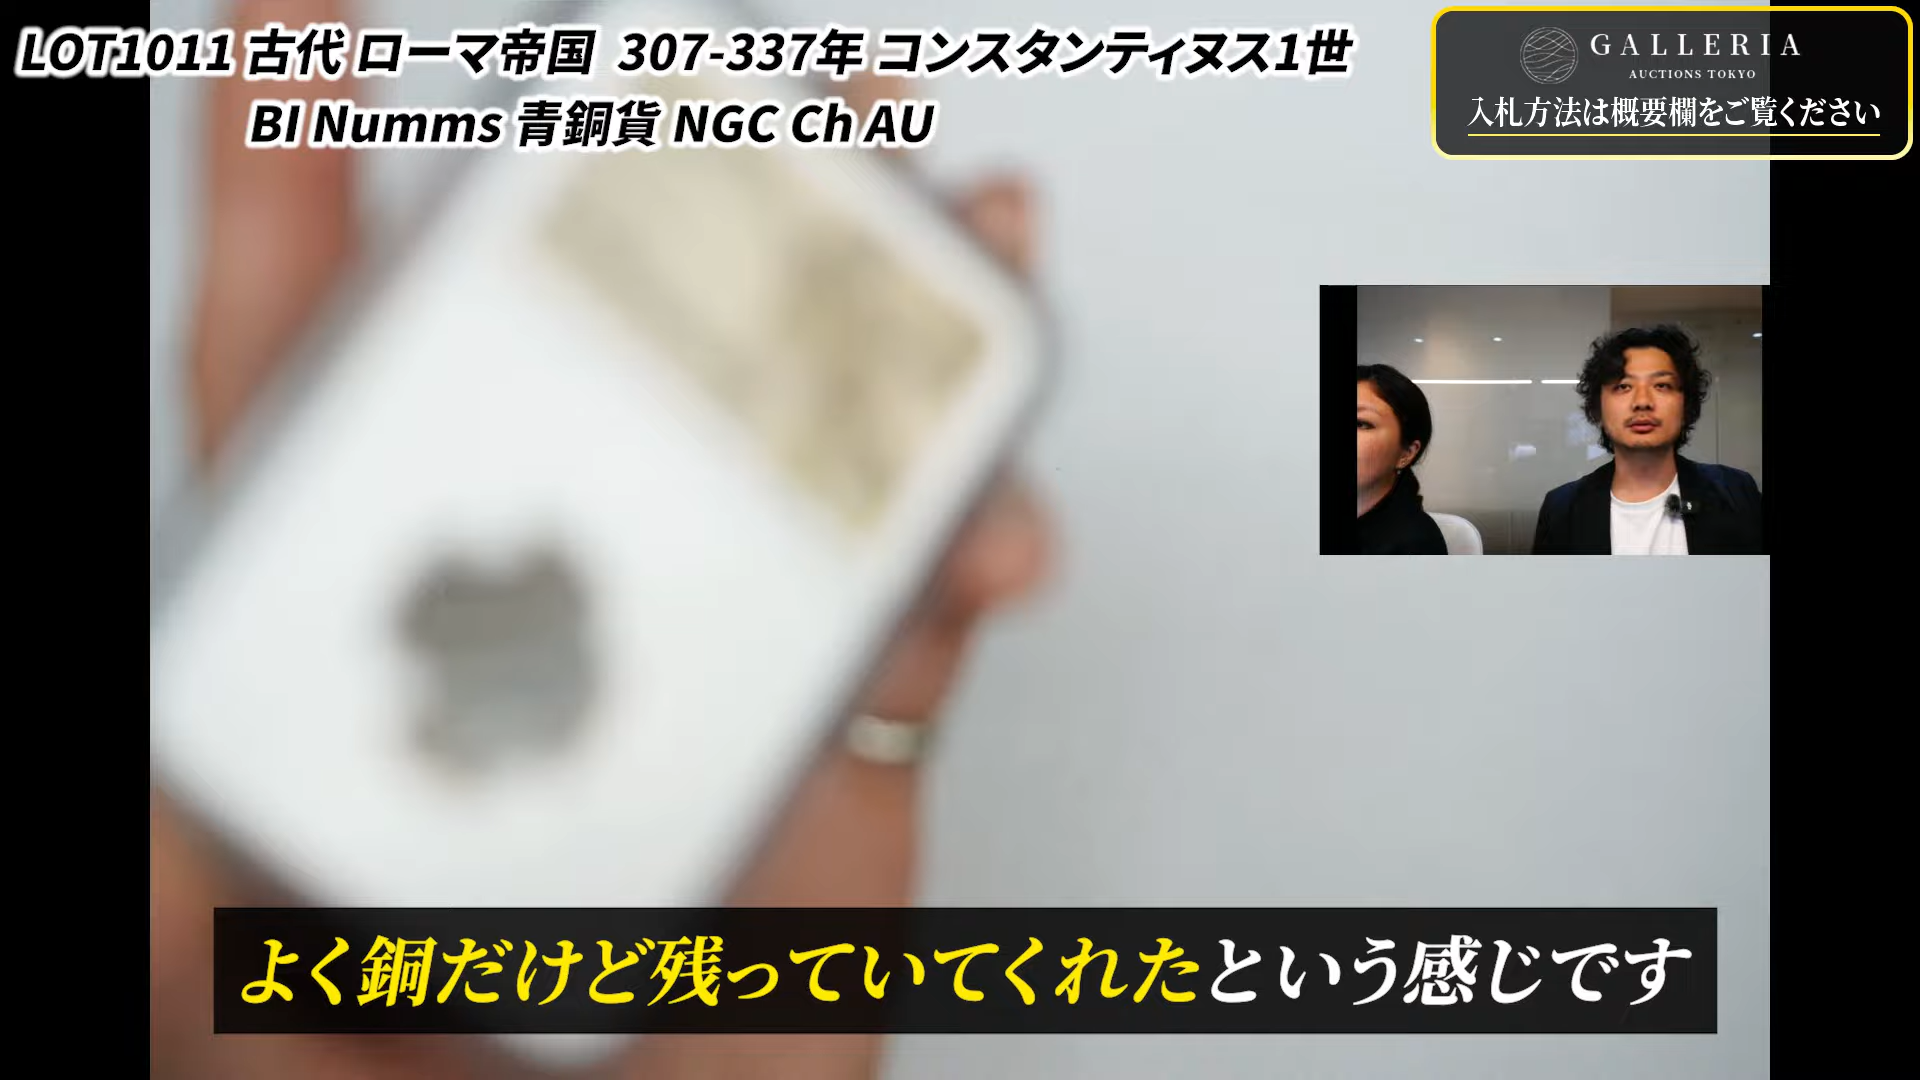 LOT1011 古代 ローマ帝国 307-337年 コンスタンティヌス1世
BI Numms 青銅貨 NGC Ch AU
GALLERIA
AUCTIONS TOKYO
入札方法は概要欄をご覧ください
よく銅だけど残っていてくれたという感じです